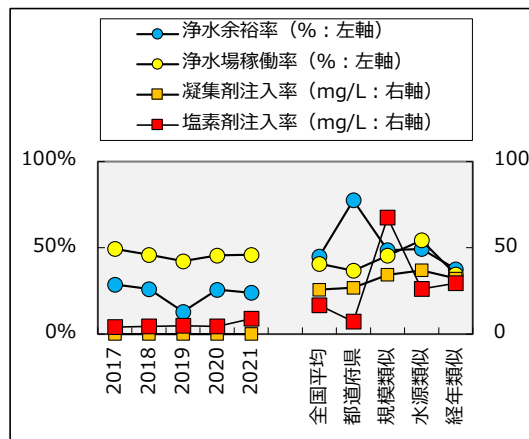 浄水余裕率（%：左軸）
浄水場稼働率（%：左軸）
凝集剤注入率（mg/L：右軸）
塩素剤注入率（mg/L：右軸）
100%
100
50%
50
0%
0
2017
2018
2019
2020
2021
全国平均
都道府県
規模類似
水源類似
経年類似